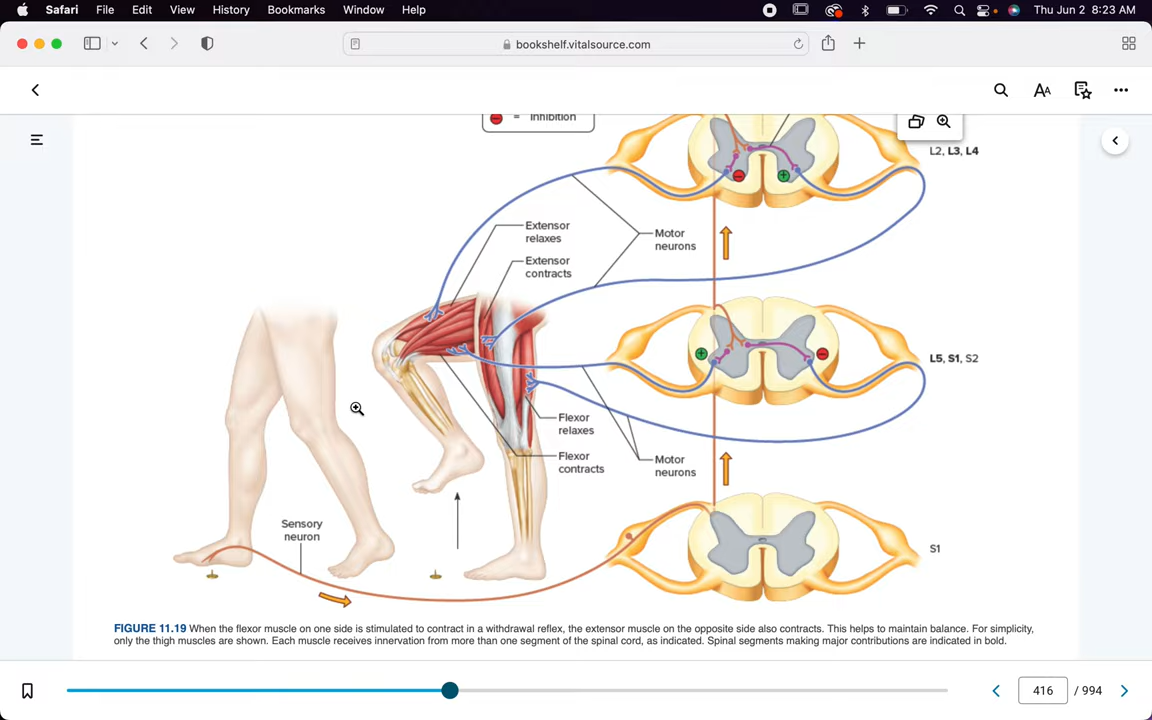 Safari File Edit View History Bookmarks Window Help Thu Jun 2 8:23 AM
bookshelf.vitalsource.com
AA
= Inhibition
L2, L3, L4
Extensor
relaxes
Motor
neurons
Extensor
contracts
L5, S1, S2
Flexor
relaxes
Flexor
contracts
Motor
neurons
Sensory
neuron
S1
FIGURE 11.19 When the flexor muscle on one side is stimulated to contract in a withdrawal reflex, the extensor muscle on the opposite side also contracts. This helps to maintain balance. For simplicity,
only the thigh muscles are shown. Each muscle receives innervation from more than one segment of the spinal cord, as indicated. Spinal segments making major contributions are indicated in bold.
416 / 994